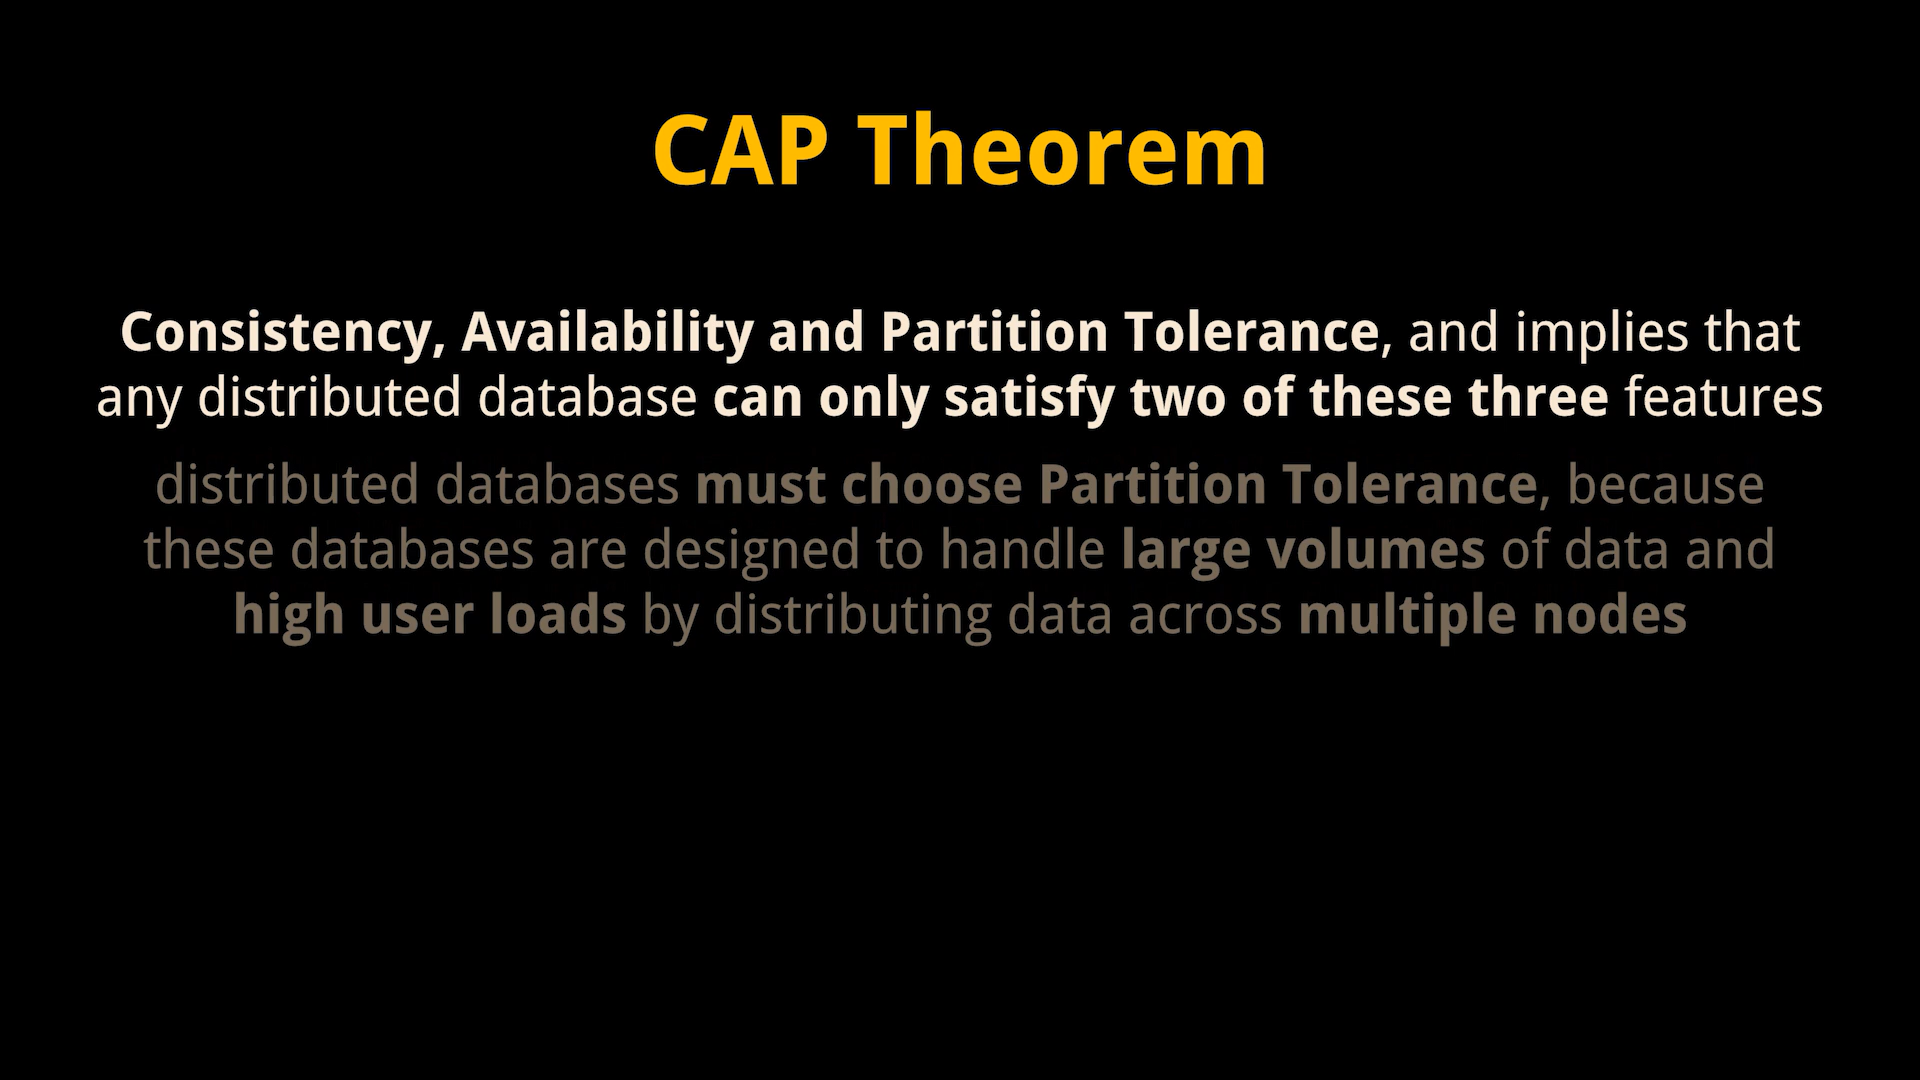 CAP Theorem
Consistency, Availability and Partition Tolerance, and implies that
any distributed database can only satisfy two of these three features
distributed databases must choose Partition Tolerance, because
these databases are designed to handle large volumes of data and
high user loads by distributing data across multiple nodes